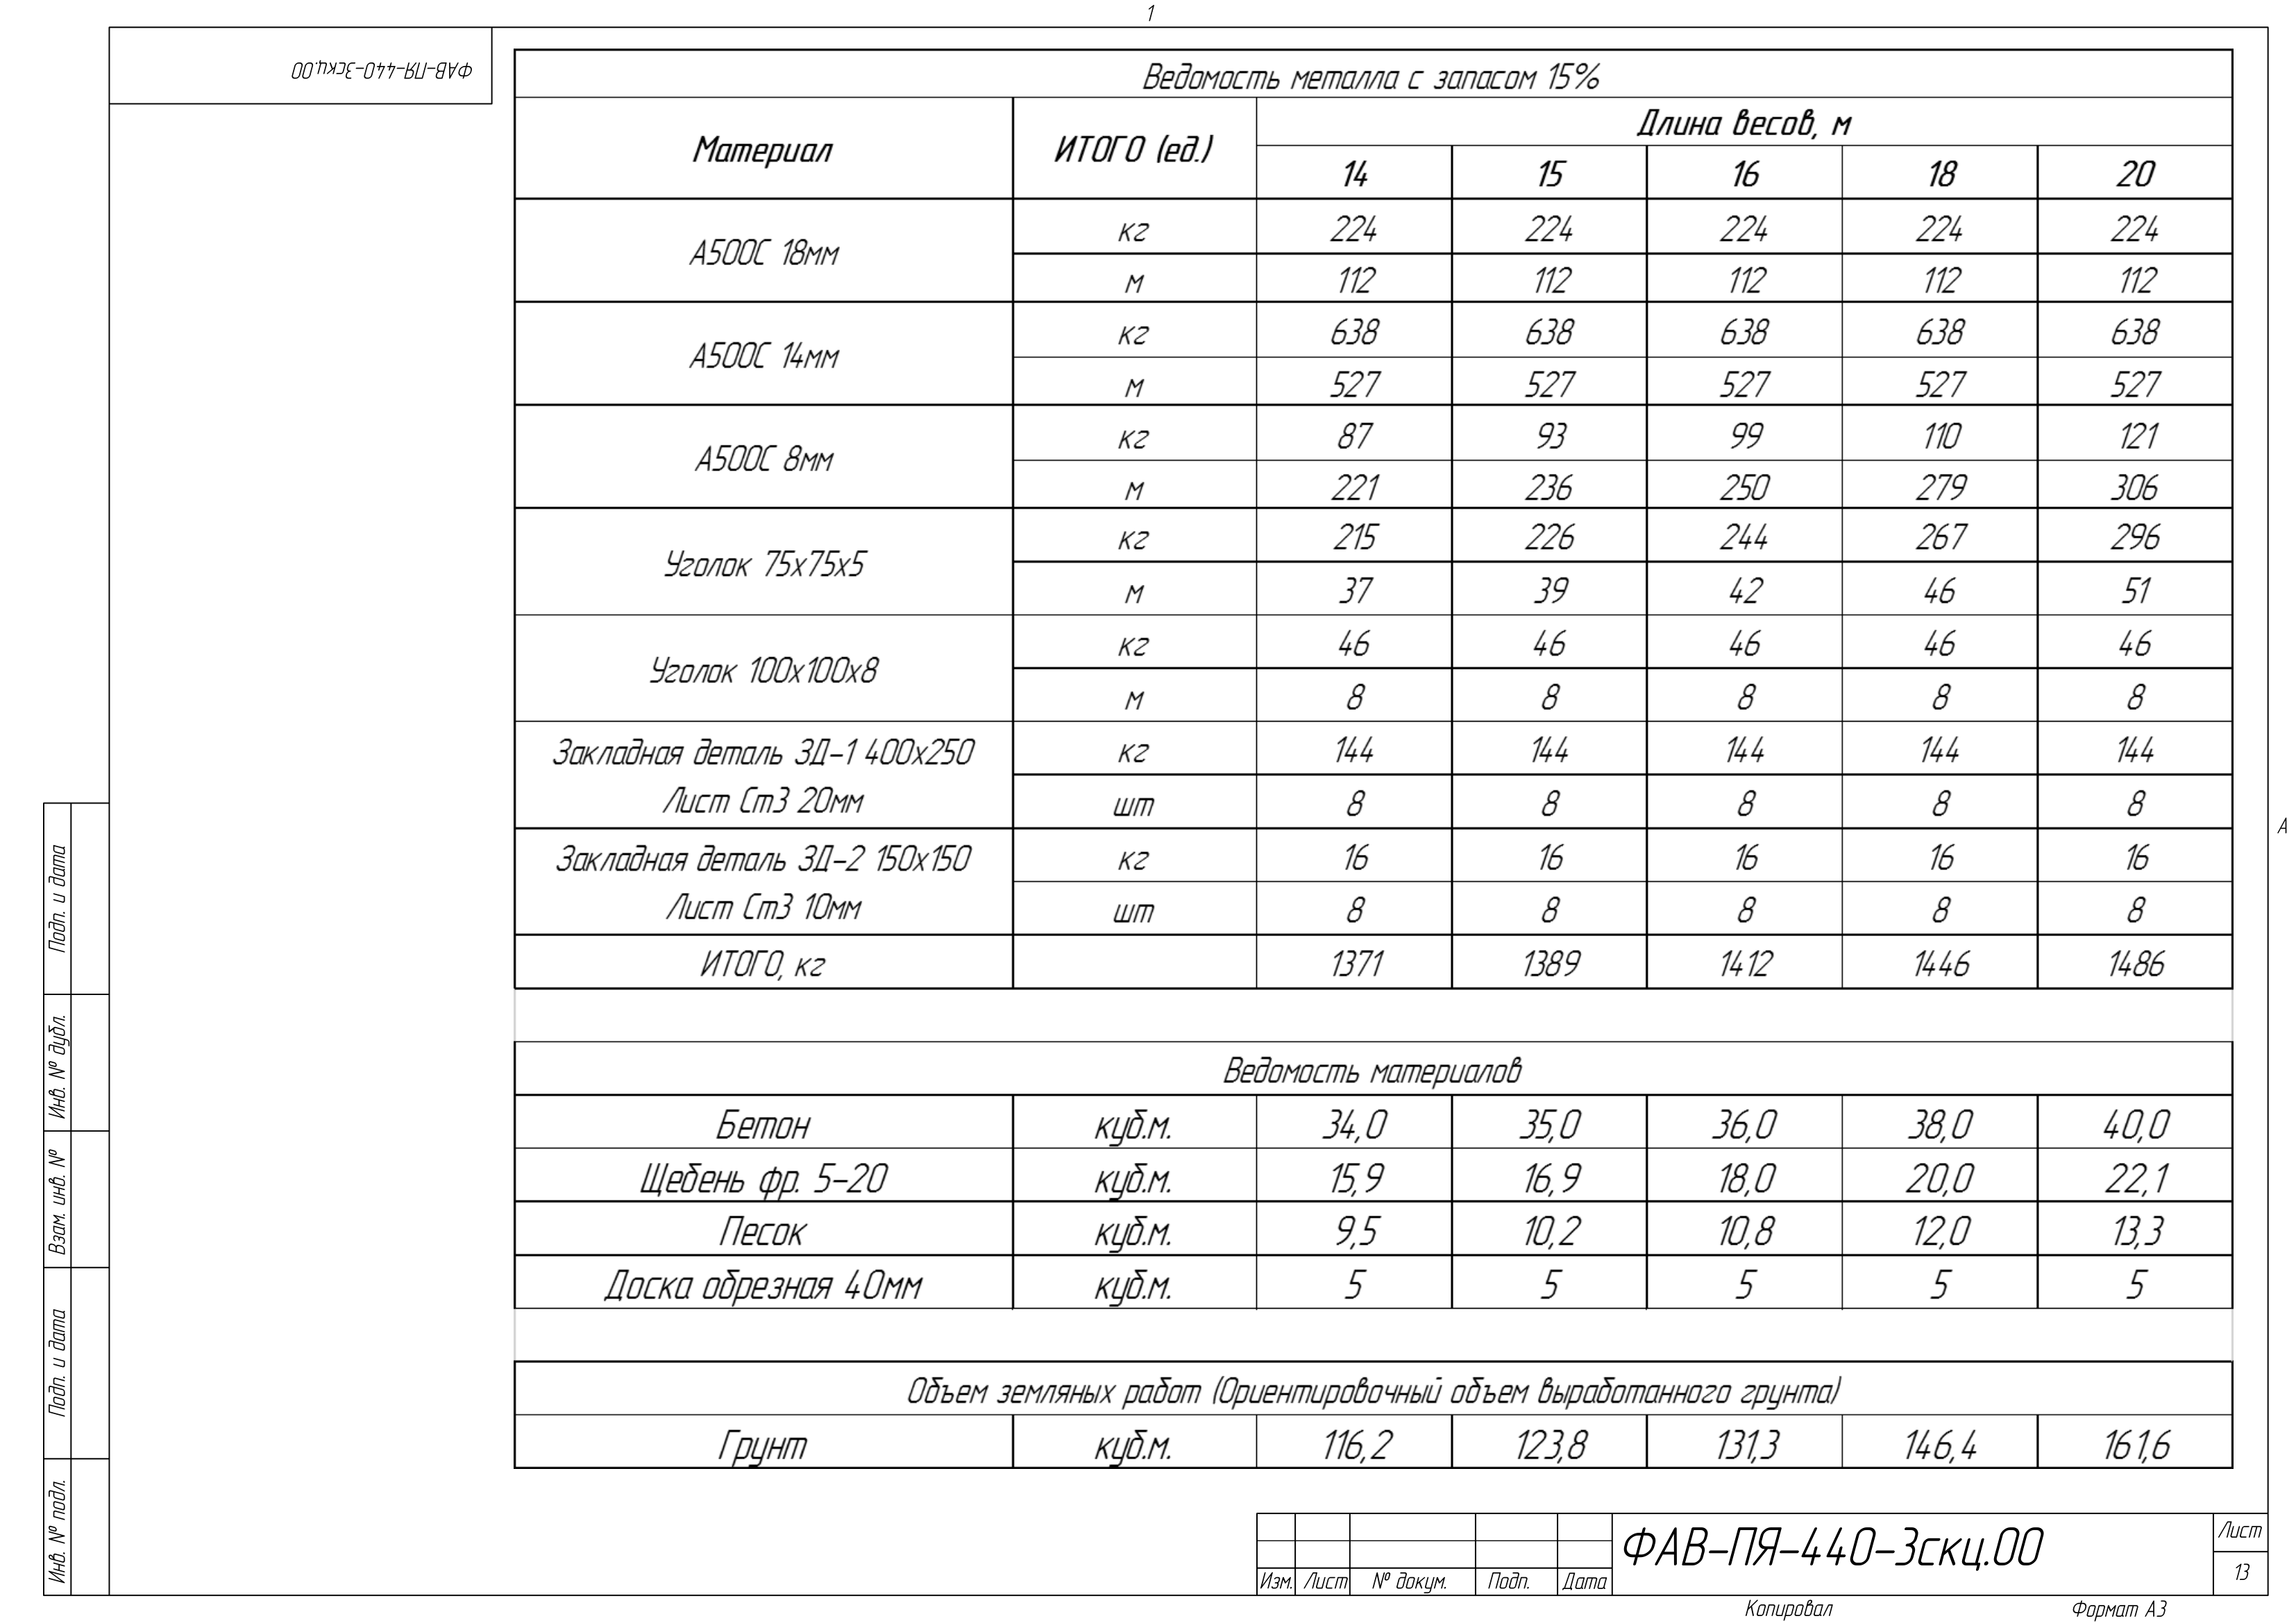 1
ФАВ-ПЯ-440-3скц.00
Ведомость металла с запасом 15%
Материал ИТОГО (ед.) Длина весов, м
14 15 16 18 20
А500С 18мм кг 224 224 224 224 224
м 112 112 112 112 112
А500С 14мм кг 638 638 638 638 638
м 527 527 527 527 527
А500С 8мм кг 87 93 99 110 121
м 221 236 250 279 306
Уголок 75х75х5 кг 215 226 244 267 296
м 37 39 42 46 51
Уголок 100х100х8 кг 46 46 46 46 46
м 8 8 8 8 8
Закладная деталь ЗД-1 400х250 кг 144 144 144 144 144
Лист Ст3 20мм шт 8 8 8 8 8
Закладная деталь ЗД-2 150х150 кг 16 16 16 16 16
Лист Ст3 10мм шт 8 8 8 8 8
ИТОГО, кг 1371 1389 1412 1446 1486
Ведомость материалов
Бетон куб.м. 34,0 35,0 36,0 38,0 40,0
Щебень фр. 5-20 куб.м. 15,9 16,9 18,0 20,0 22,1
Песок куб.м. 9,5 10,2 10,8 12,0 13,3
Доска обрезная 40мм куб.м. 5 5 5 5 5
Объем земляных работ (Ориентировочный объем выработанного грунта)
Грунт куб.м. 116,2 123,8 131,3 146,4 161,6
А
Подп. и дата
Инв. № дубл.
Взам. инв. №
Подп. и дата
Инв. № подл.
Изм. Лист № докум. Подп. Дата
ФАВ-ПЯ-440-3скц.00
Лист
13
Копировал Формат А3